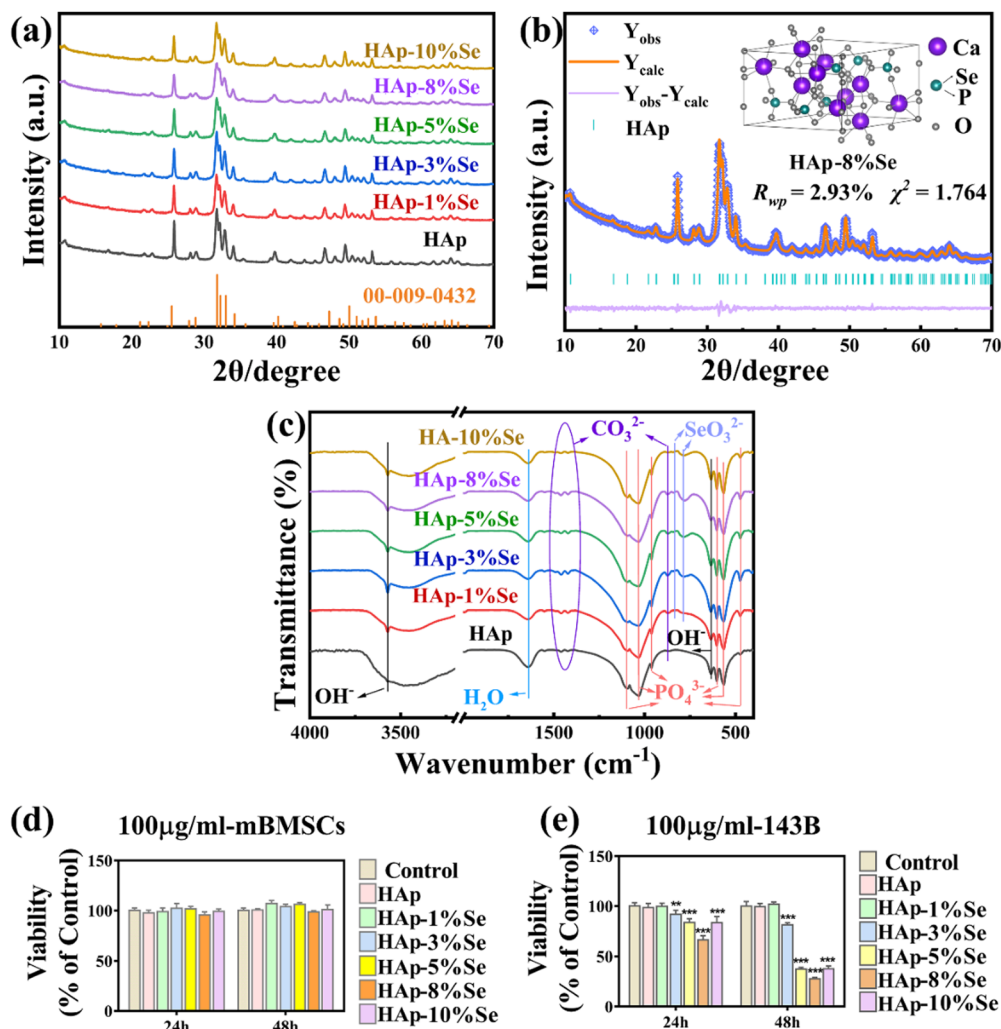 (a)
HAp-10%Se
HAp-8%Se
HAp-5%Se
HAp-3%Se
HAp-1%Se
HAp
00-009-0432
Intensity (a.u.)
10 20 30 40 50 60 70
2θ/degree
(b)
Yobs
Ycalc
Yobs-Ycalc
HAp
Ca
Se
P
O
HAp-8%Se
Rwp = 2.93% χ2 = 1.764
Intensity (a.u.)
10 20 30 40 50 60 70
2θ/degree
(c)
HA-10%Se
HAp-8%Se
HAp-5%Se
HAp-3%Se
HAp-1%Se
HAp
CO32-
SeO32-
OH-
H2O
OH-
PO43-
Transmittance (%)
4000 3500 1500 1000 500
Wavenumber (cm-1)
(d)
100μg/ml-mBMSCs
Viability
(% of Control)
150
100
50
0
24h 48h
Control
HAp
HAp-1%Se
HAp-3%Se
HAp-5%Se
HAp-8%Se
HAp-10%Se
(e)
100μg/ml-143B
Viability
(% of Control)
150
100
50
0
** *** *** *** *** *** *** ***
24h 48h
Control
HAp
HAp-1%Se
HAp-3%Se
HAp-5%Se
HAp-8%Se
HAp-10%Se